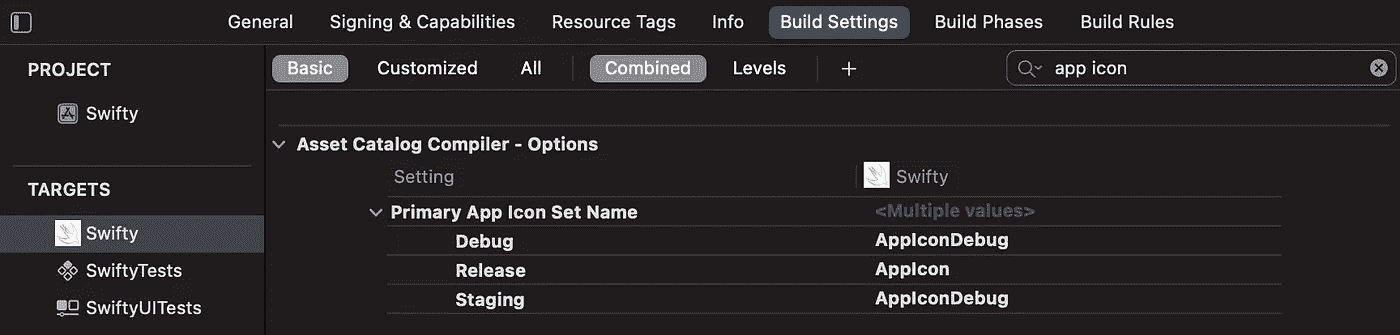 General Signing & Capabilities Resource Tags Info Build Settings Build Phases Build Rules
PROJECT
Swifty
TARGETS
Swifty
SwiftyTests
SwiftyUITests
Basic Customized All Combined Levels + app icon
Asset Catalog Compiler - Options
Setting Swifty
Primary App Icon Set Name <Multiple values>
Debug AppIconDebug
Release AppIcon
Staging AppIconDebug